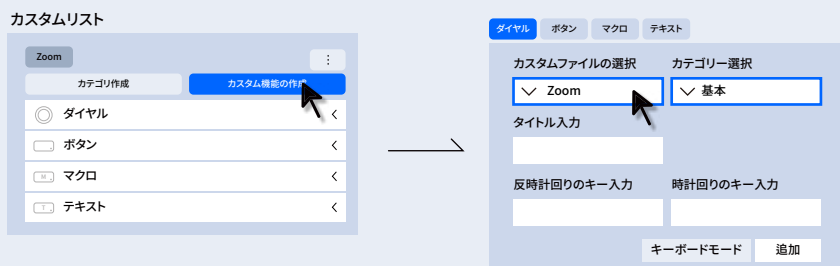 カスタムリスト
Zoom
カテゴリ作成
カスタム機能の作成
ダイヤル
ボタン
マクロ
テキスト
ダイヤル
ボタン
マクロ
テキスト
カスタムファイルの選択
カテゴリー選択
Zoom
基本
タイトル入力
反時計回りのキー入力
時計回りのキー入力
キーボードモード
追加